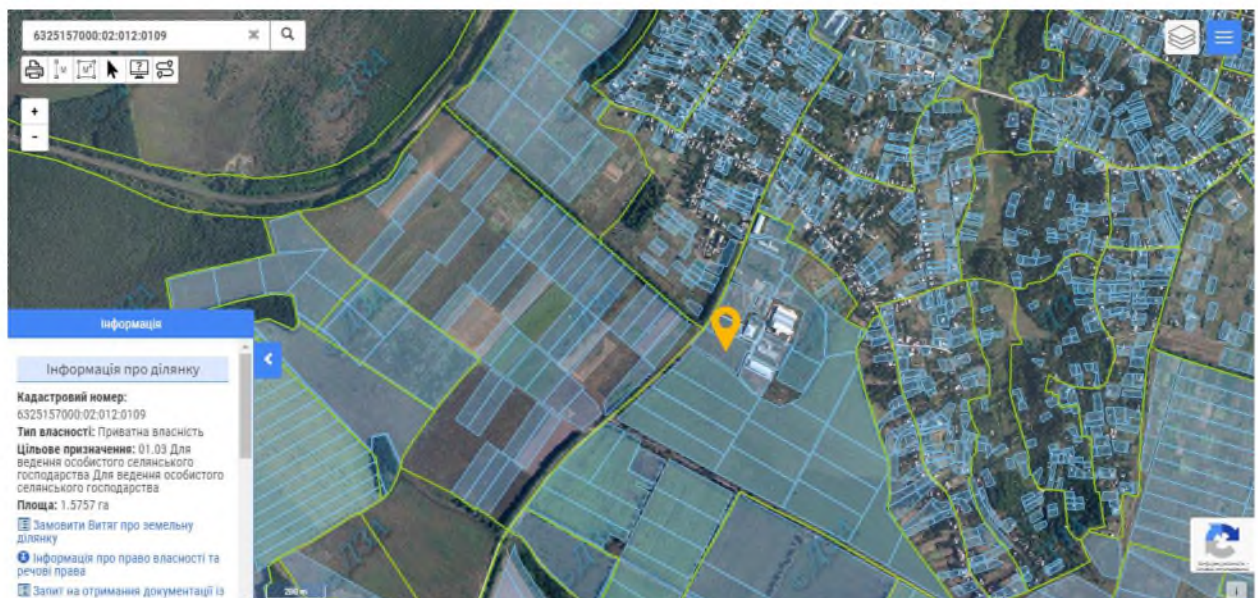 6325157000:02:012:0109
+
-
Інформація
Інформація про ділянку
Кадастровий номер:
6325157000:02:012:0109
Тип власності: Приватна власність
Цільове призначення: 01.03 Для
ведення особистого селянського
господарства Для ведення особистого
селянського господарства
Площа: 1.5757 га
Замовити Витяг про земельну
ділянку
Інформація про право власності та
речові права
Запит на отримання документації із
200 m